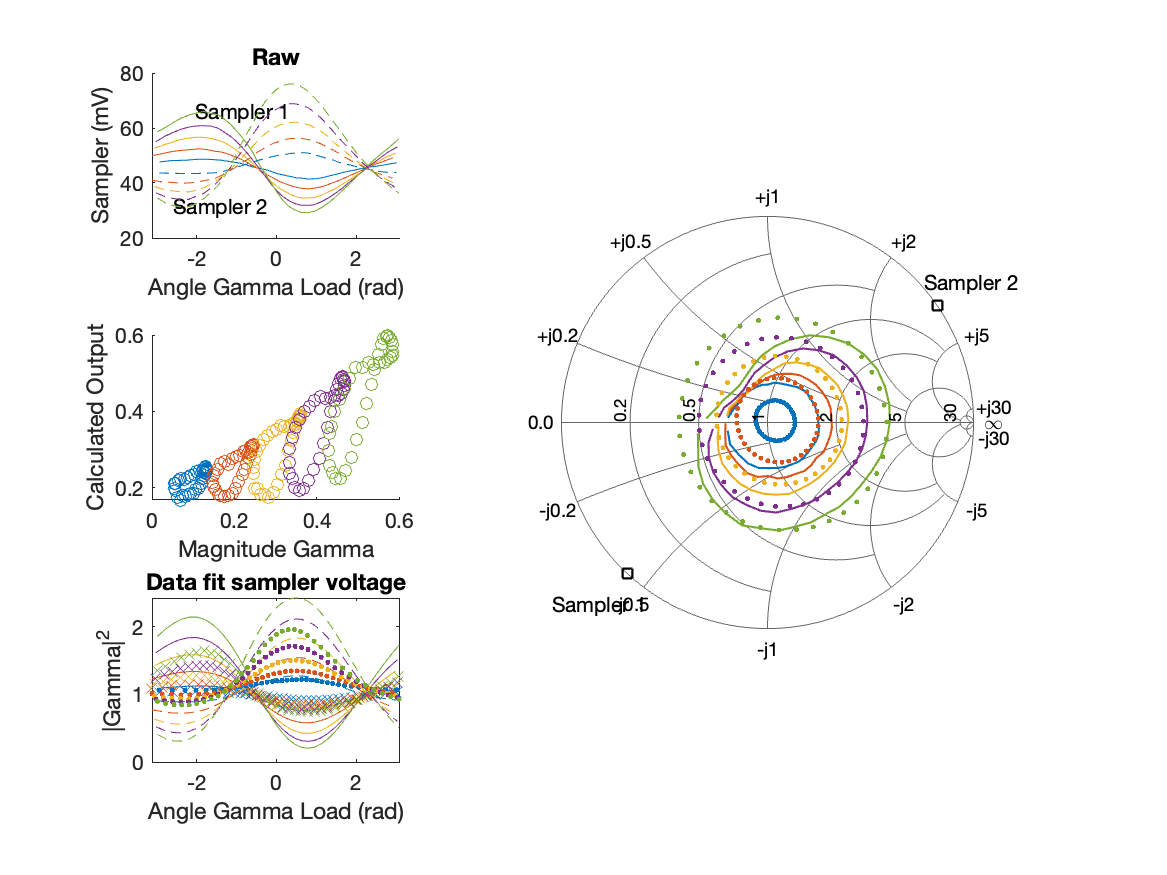 Raw
80
60
40
20
Sampler (mV)
Sampler 1
Sampler 2
-2
0
2
Angle Gamma Load (rad)
0.6
0.4
0.2
Calculated Output
0
0.2
0.4
0.6
Magnitude Gamma
Data fit sampler voltage
2
1
0
|Gamma|2
-2
0
2
Angle Gamma Load (rad)
+j1
+j0.5
+j2
Sampler 2
+j0.2
+j5
0.0
0.2
0.5
1
2
5
30
+j30
∞
-j30
-j0.2
-j5
Sampler 1
-j0.5
-j2
-j1